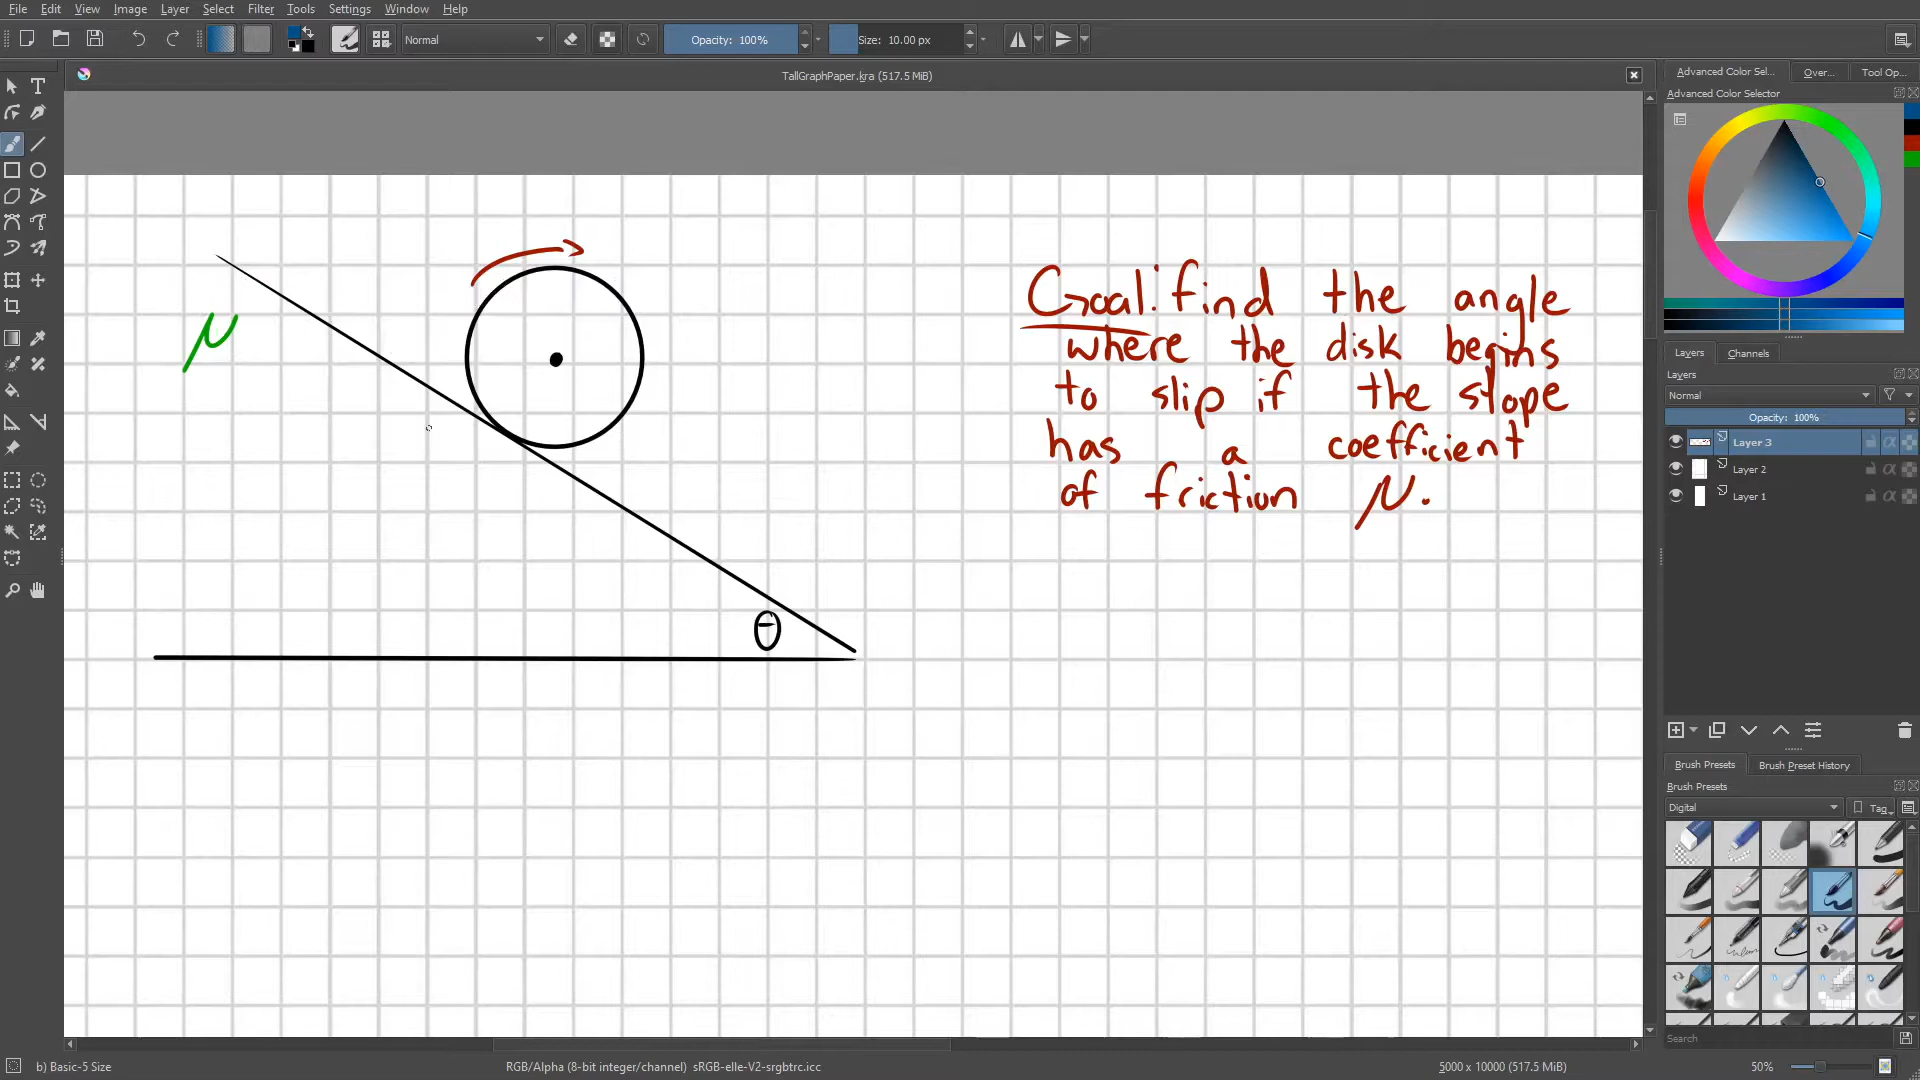 File Edit View Image Layer Select Filter Tools Settings Window Help
Normal Opacity: 100% Size: 10.00 px
TallGraphPaper.kra (517.5 MiB)
Advanced Color Sel... Over... Tool Op...
Advanced Color Selector
μ
θ
Goal: find the angle
where the disk begins
to slip if the slope
has a coefficient
of friction μ.
Layers Channels
Layers
Normal
Opacity: 100%
Layer 3
Layer 2
Layer 1
Brush Presets Brush Preset History
Brush Presets
Digital Tag
Search
b) Basic-5 Size RGB/Alpha (8-bit integer/channel) sRGB-elle-V2-srgbtrc.icc 5000 x 10000 (517.5 MiB) 50%